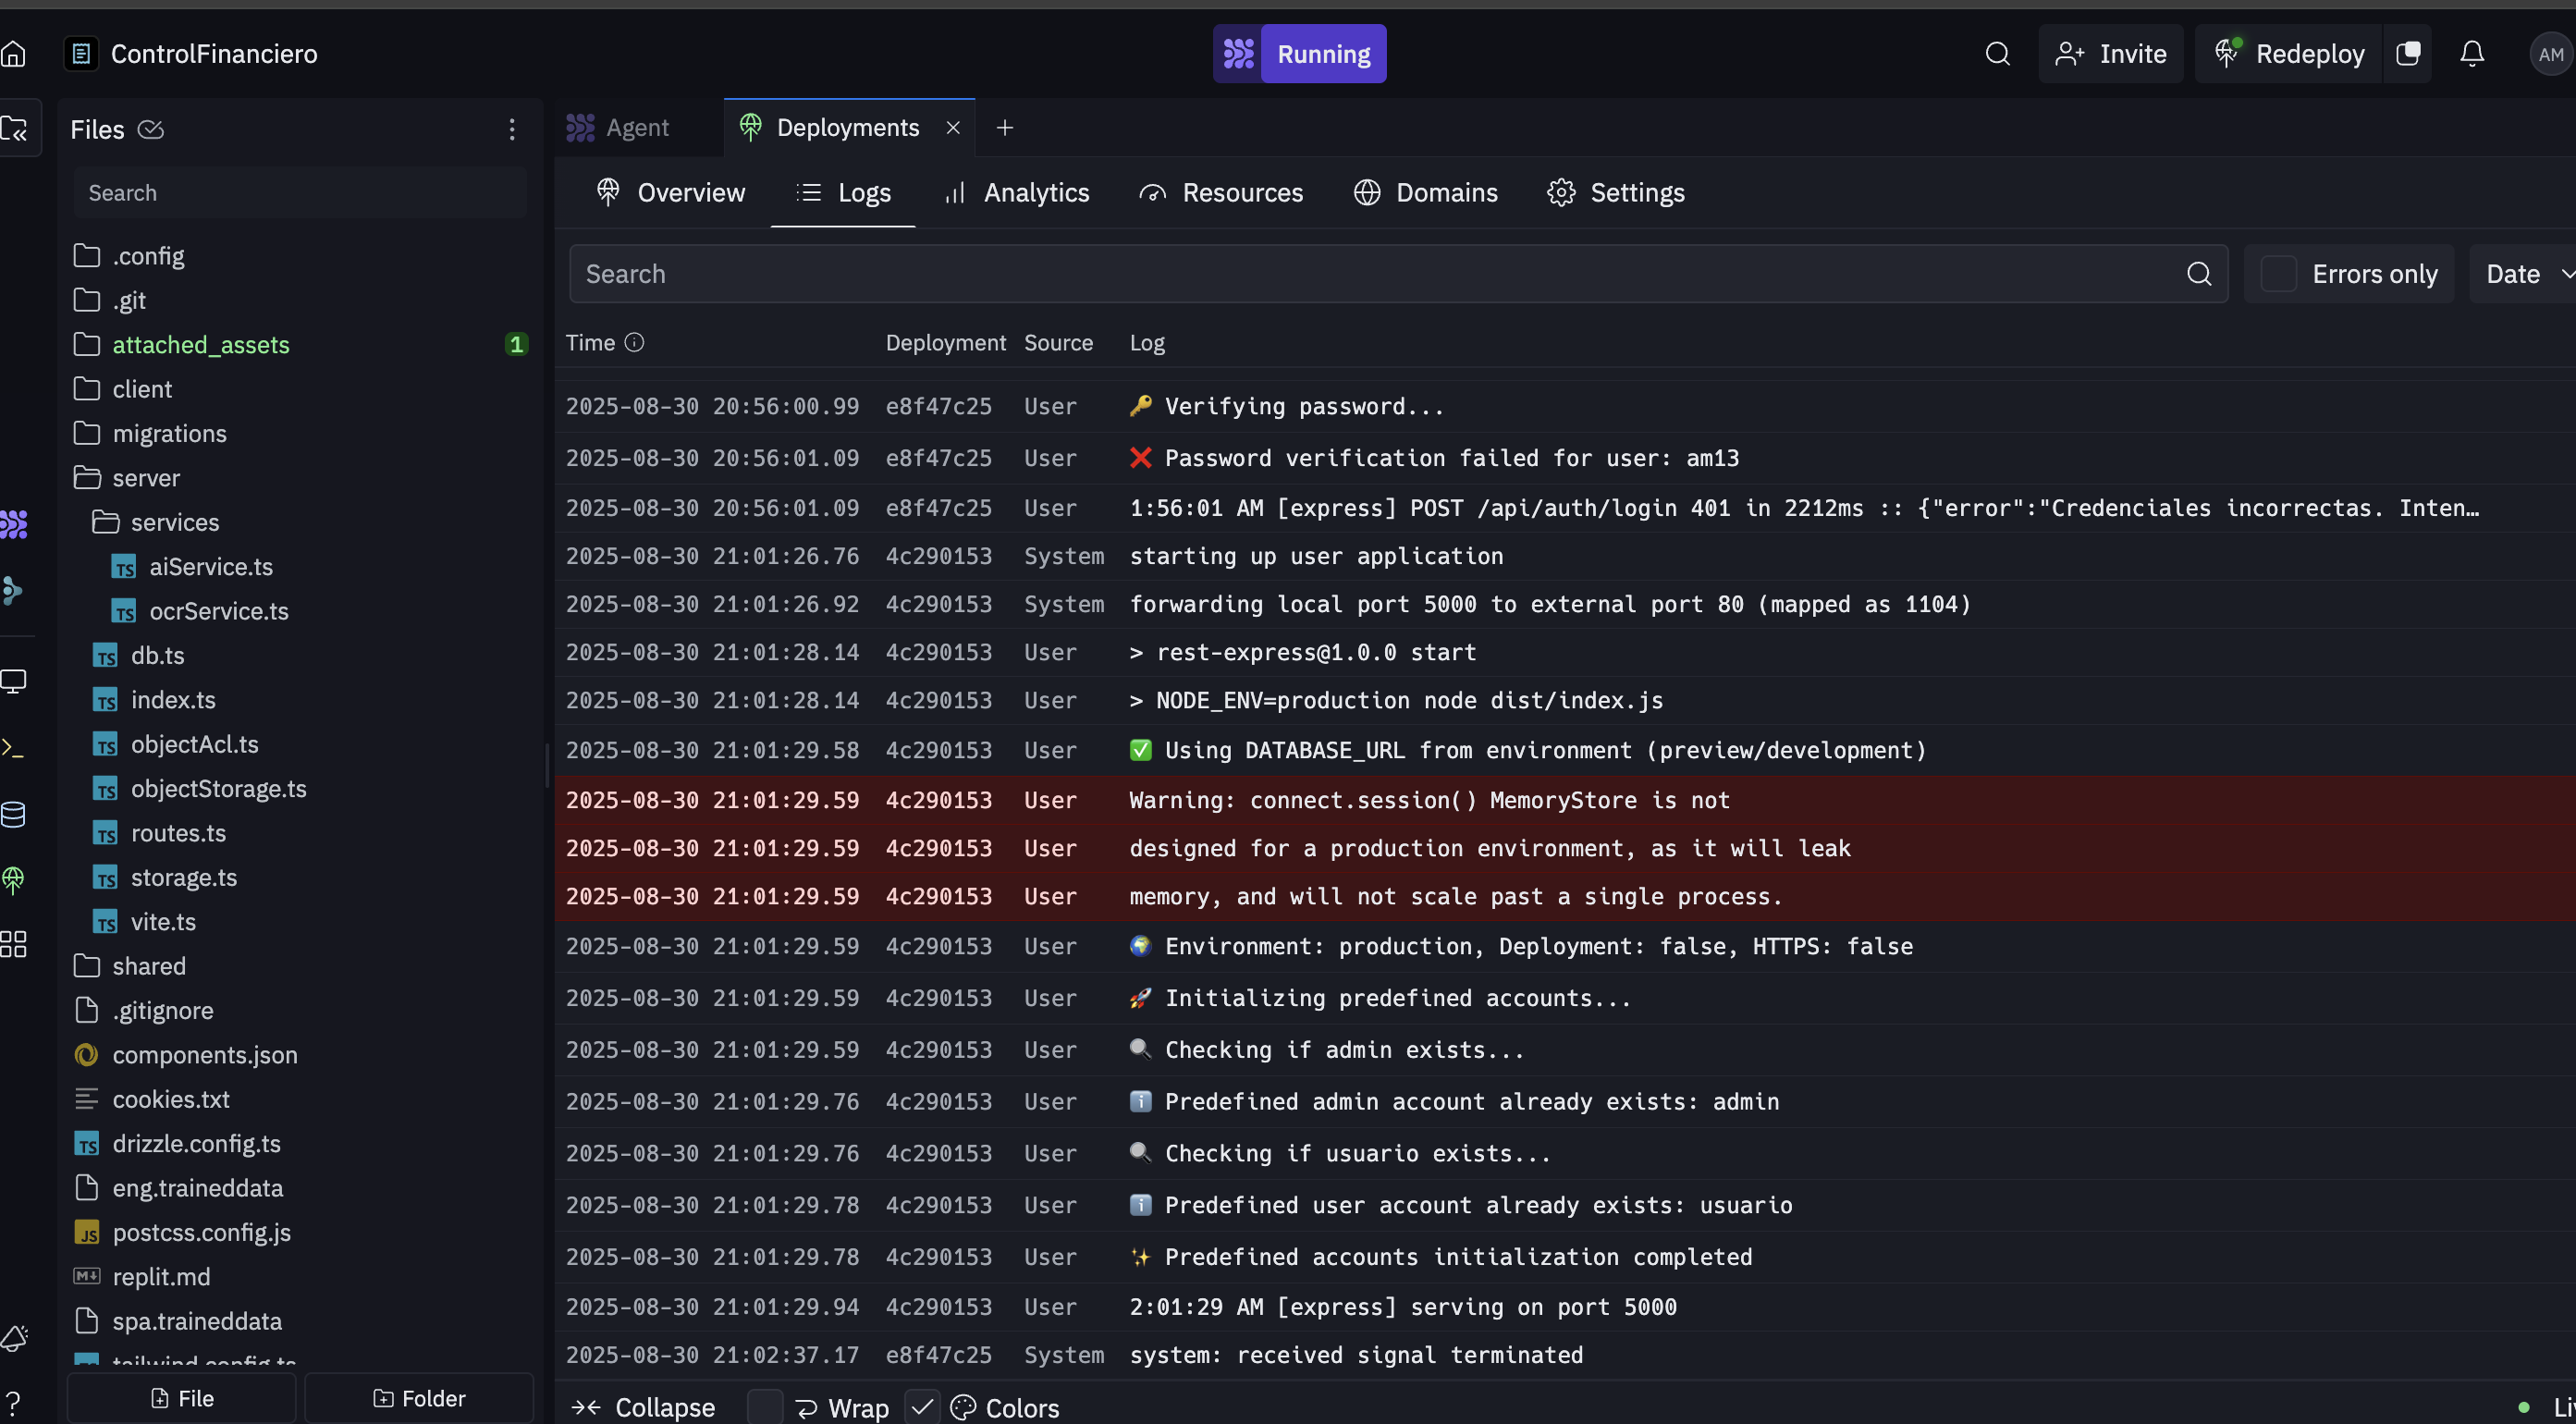 ControlFinanciero
Running
Invite
Redeploy
AM
Files
Search
.config
.git
attached_assets
1
client
migrations
server
services
TS aiService.ts
TS ocrService.ts
TS db.ts
TS index.ts
TS objectAcl.ts
TS objectStorage.ts
TS routes.ts
TS storage.ts
TS vite.ts
shared
.gitignore
components.json
cookies.txt
TS drizzle.config.ts
eng.traineddata
JS postcss.config.js
M↓ replit.md
spa.traineddata
tailwind.config.ts
File
Folder
Agent
Deployments
Overview
Logs
Analytics
Resources
Domains
Settings
Search
Errors only
Date
Time Deployment Source Log
2025-08-30 20:56:00.99 e8f47c25 User 🔑 Verifying password...
2025-08-30 20:56:01.09 e8f47c25 User ❌ Password verification failed for user: am13
2025-08-30 20:56:01.09 e8f47c25 User 1:56:01 AM [express] POST /api/auth/login 401 in 2212ms :: {"error":"Credenciales incorrectas. Inten…
2025-08-30 21:01:26.76 4c290153 System starting up user application
2025-08-30 21:01:26.92 4c290153 System forwarding local port 5000 to external port 80 (mapped as 1104)
2025-08-30 21:01:28.14 4c290153 User > rest-express@1.0.0 start
2025-08-30 21:01:28.14 4c290153 User > NODE_ENV=production node dist/index.js
2025-08-30 21:01:29.58 4c290153 User ✅ Using DATABASE_URL from environment (preview/development)
2025-08-30 21:01:29.59 4c290153 User Warning: connect.session() MemoryStore is not
2025-08-30 21:01:29.59 4c290153 User designed for a production environment, as it will leak
2025-08-30 21:01:29.59 4c290153 User memory, and will not scale past a single process.
2025-08-30 21:01:29.59 4c290153 User 🌍 Environment: production, Deployment: false, HTTPS: false
2025-08-30 21:01:29.59 4c290153 User 🚀 Initializing predefined accounts...
2025-08-30 21:01:29.59 4c290153 User 🔍 Checking if admin exists...
2025-08-30 21:01:29.76 4c290153 User ℹ️ Predefined admin account already exists: admin
2025-08-30 21:01:29.76 4c290153 User 🔍 Checking if usuario exists...
2025-08-30 21:01:29.78 4c290153 User ℹ️ Predefined user account already exists: usuario
2025-08-30 21:01:29.78 4c290153 User ✨ Predefined accounts initialization completed
2025-08-30 21:01:29.94 4c290153 User 2:01:29 AM [express] serving on port 5000
2025-08-30 21:02:37.17 e8f47c25 System system: received signal terminated
Collapse
Wrap
Colors